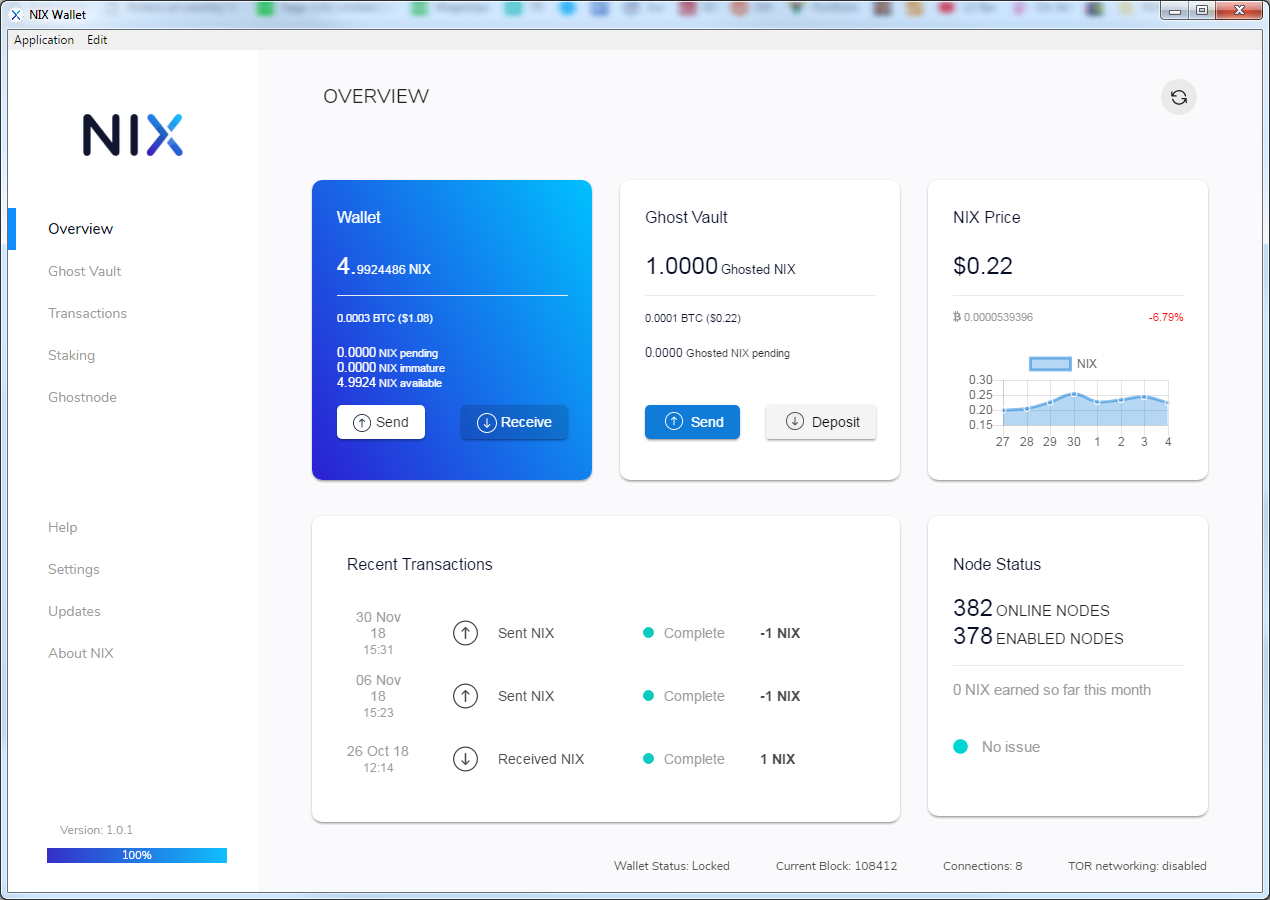 NIX Wallet
Application Edit
NIX
OVERVIEW
Overview
Ghost Vault
Transactions
Staking
Ghostnode
Help
Settings
Updates
About NIX
Version: 1.0.1
100%
Wallet
4.9924486 NIX
0.0003 BTC ($1.08)
0.0000 NIX pending
0.0000 NIX immature
4.9924 NIX available
Send Receive
Ghost Vault
1.0000 Ghosted NIX
0.0001 BTC ($0.22)
0.0000 Ghosted NIX pending
Send Deposit
NIX Price
$0.22
₿ 0.0000539396 -6.79%
NIX
0.30
0.25
0.20
0.15
27 28 29 30 1 2 3 4
Recent Transactions
30 Nov
18
15:31
Sent NIX Complete -1 NIX
06 Nov
18
15:23
Sent NIX Complete -1 NIX
26 Oct 18
12:14
Received NIX Complete 1 NIX
Node Status
382 ONLINE NODES
378 ENABLED NODES
0 NIX earned so far this month
No issue
Wallet Status: Locked Current Block: 108412 Connections: 8 TOR networking: disabled